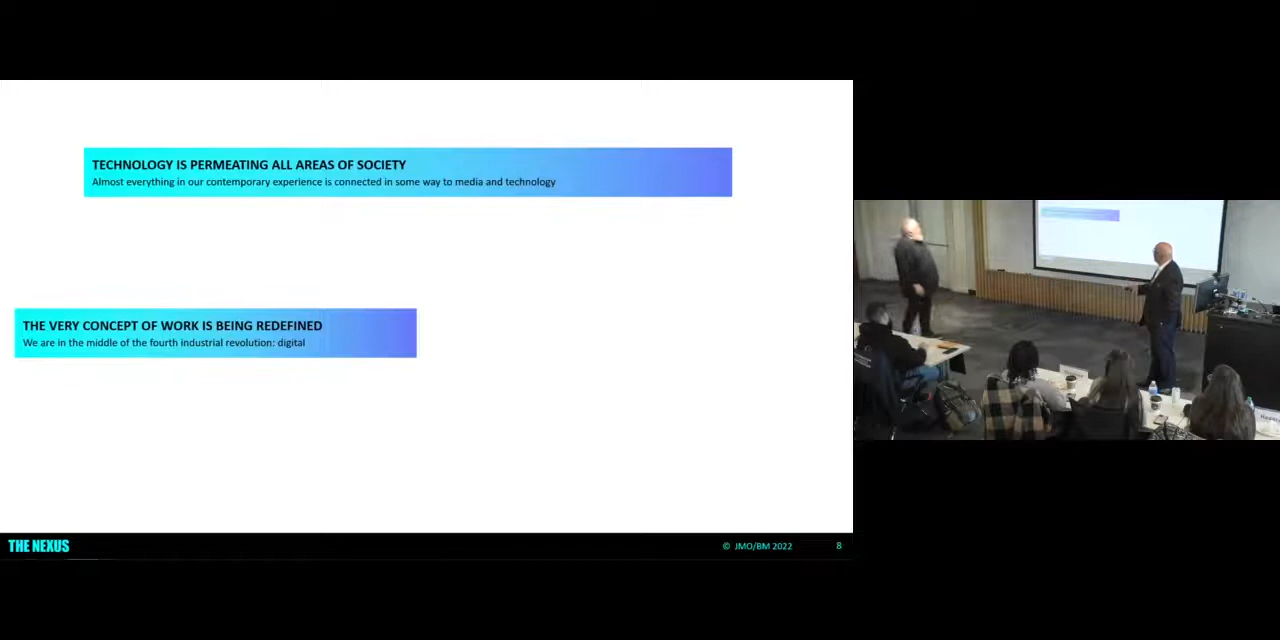 TECHNOLOGY IS PERMEATING ALL AREAS OF SOCIETY
Almost everything in our contemporary experience is connected in some way to media and technology
THE VERY CONCEPT OF WORK IS BEING REDEFINED
We are in the middle of the fourth industrial revolution: digital
THE NEXUS
© JMO/BM 2022
8